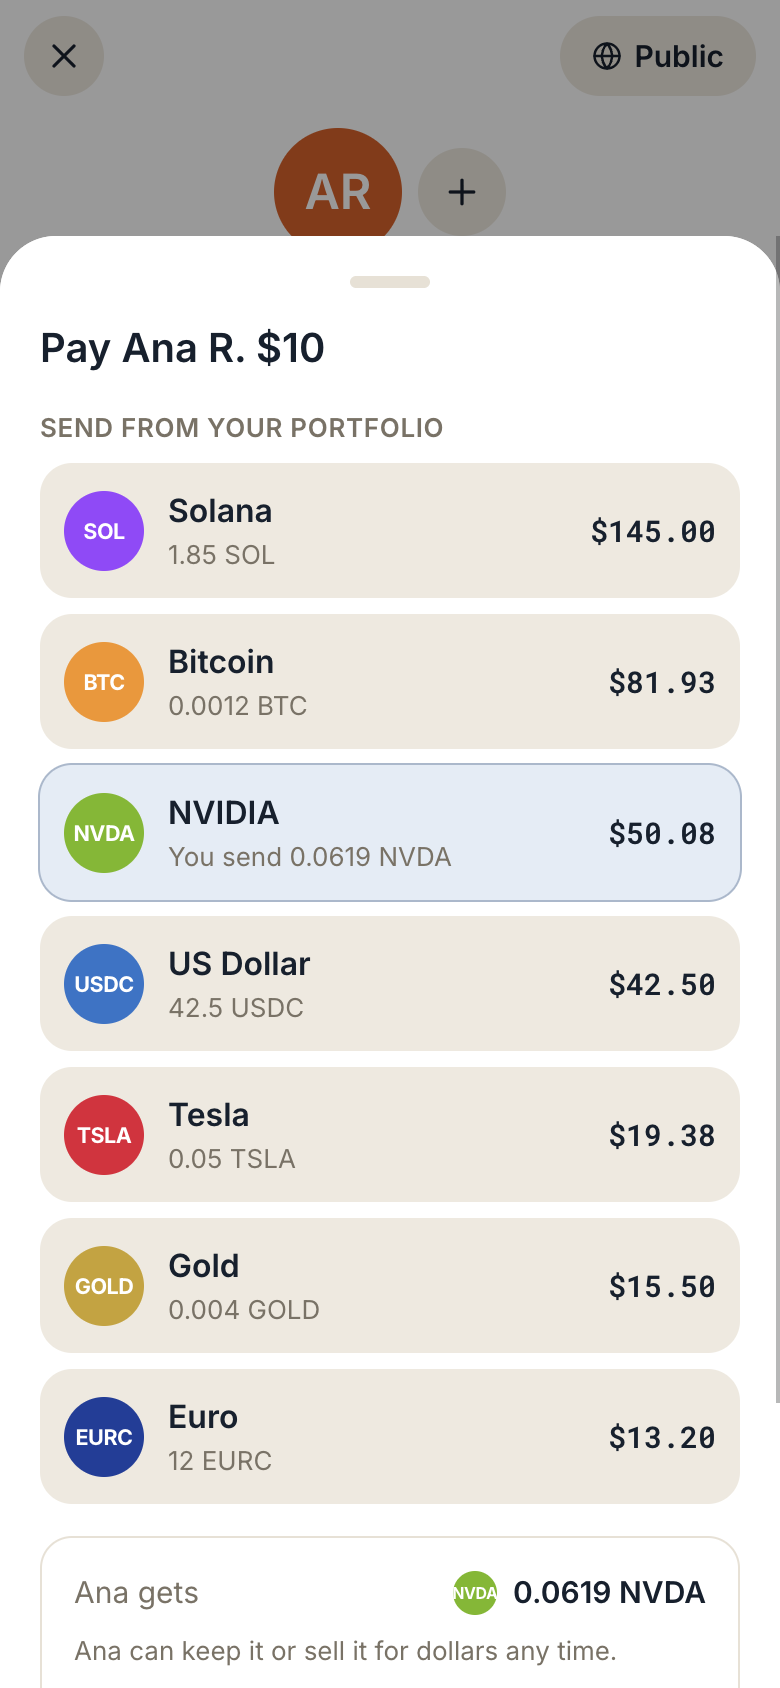 Public
AR
Pay Ana R. $10
SEND FROM YOUR PORTFOLIO
SOL
Solana
1.85 SOL
$145.00
BTC
Bitcoin
0.0012 BTC
$81.93
NVDA
NVIDIA
You send 0.0619 NVDA
$50.08
USDC
US Dollar
42.5 USDC
$42.50
TSLA
Tesla
0.05 TSLA
$19.38
GOLD
Gold
0.004 GOLD
$15.50
EURC
Euro
12 EURC
$13.20
Ana gets
NVDA
0.0619 NVDA
Ana can keep it or sell it for dollars any time.